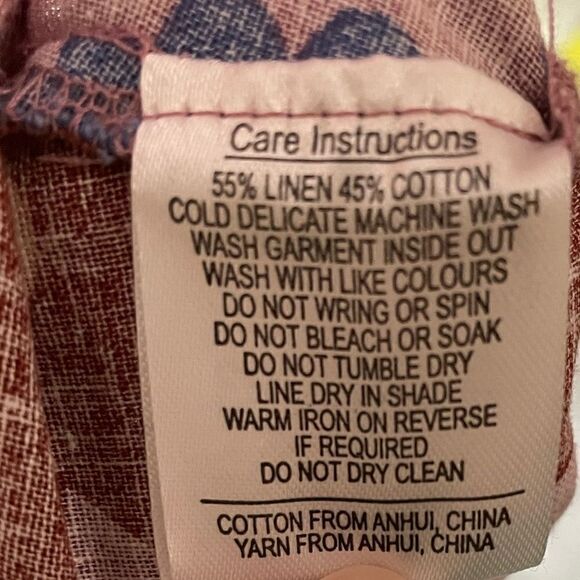 Care Instructions
55% LINEN 45% COTTON
COLD DELICATE MACHINE WASH
WASH GARMENT INSIDE OUT
WASH WITH LIKE COLOURS
DO NOT WRING OR SPIN
DO NOT BLEACH OR SOAK
DO NOT TUMBLE DRY
LINE DRY IN SHADE
WARM IRON ON REVERSE
IF REQUIRED
DO NOT DRY CLEAN
COTTON FROM ANHUI, CHINA
YARN FROM ANHUI, CHINA